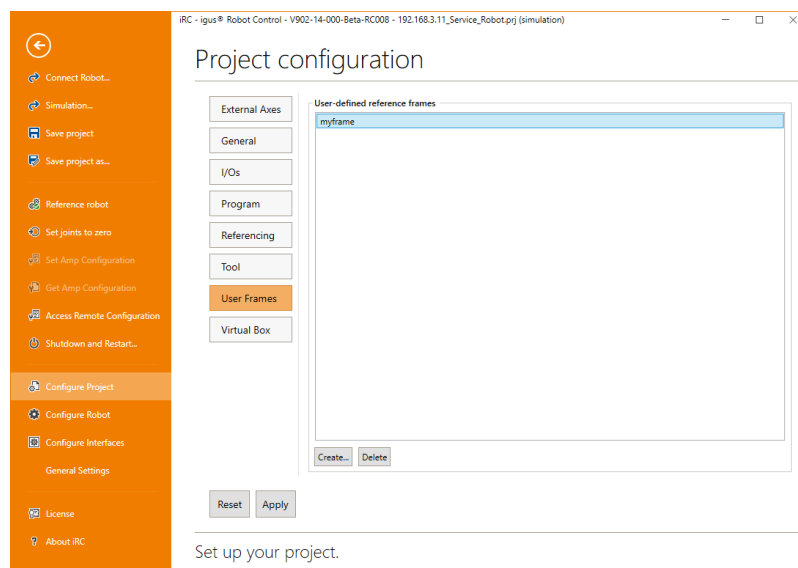 iRC - igus® Robot Control - V902-14-000-Beta-RC008 - 192.168.3.11_Service_Robot.prj (simulation)
Project configuration
Connect Robot...
Simulation...
Save project
Save project as...
Reference robot
Set joints to zero
Set Amp Configuration
Get Amp Configuration
Access Remote Configuration
Shutdown and Restart...
Configure Project
Configure Robot
Configure Interfaces
General Settings
License
About iRC
External Axes
General
I/Os
Program
Referencing
Tool
User Frames
Virtual Box
User-defined reference frames
myframe
Create... Delete
Reset Apply
Set up your project.